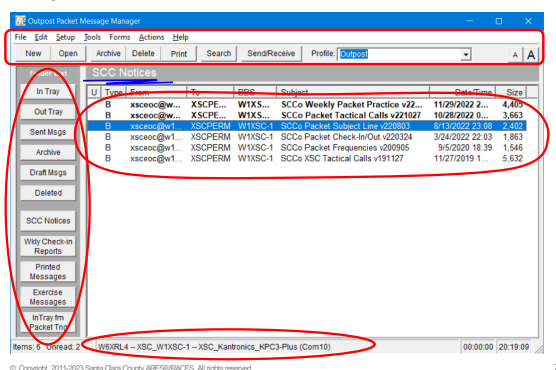 Outpost Packet Message Manager
File Edit Setup Tools Forms Actions Help
New Open Archive Delete Print Search Send/Receive Profile: Outpost A A
Folder List SCC Notices
In Tray
Out Tray
Sent Msgs
Archive
Draft Msgs
Deleted
SCC Notices
Wkly Check-in
Reports
Printed
Messages
Exercise
Messages
InTray fm
Packet Tng
U Type From To BBS Subject Date/Time Size
B xsceoc@w... XSCPE... W1XS... SCCo Weekly Packet Practice v22... 11/29/2022 2... 4,405
B xsceoc@w... XSCPE... W1XS... SCCo Packet Tactical Calls v221027 10/28/2022 0... 3,663
B xsceoc@w1... XSCPERM W1XSC-1 SCCo Packet Subject Line v220803 8/13/2022 23:08 2,402
B xsceoc@w1... XSCPERM W1XSC-1 SCCo Packet Check-In/Out v220324 3/24/2022 22:03 1,863
B xsceoc@w1... XSCPERM W1XSC-1 SCCo Packet Frequencies v200905 9/5/2020 18:39 1,546
B xsceoc@w1... XSCPERM W1XSC-1 SCCo XSC Tactical Calls v191127 11/27/2019 1... 5,632
Items: 6 Unread: 2 W6XRL4 -- XSC_W1XSC-1 -- XSC_Kantronics_KPC3-Plus (Com10) 00:00:00 20:19:09
© Copyright 2011-2023 Santa Clara County ARES®/RACES. All rights reserved